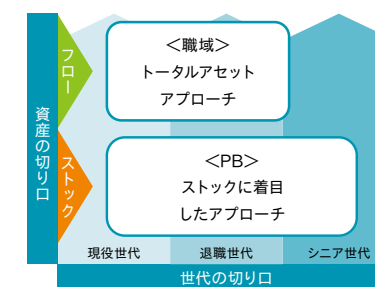 資産の切り口
フロー
＜職域＞
トータルアセット
アプローチ
ストック
＜PB＞
ストックに着目
したアプローチ
現役世代
退職世代
シニア世代
世代の切り口